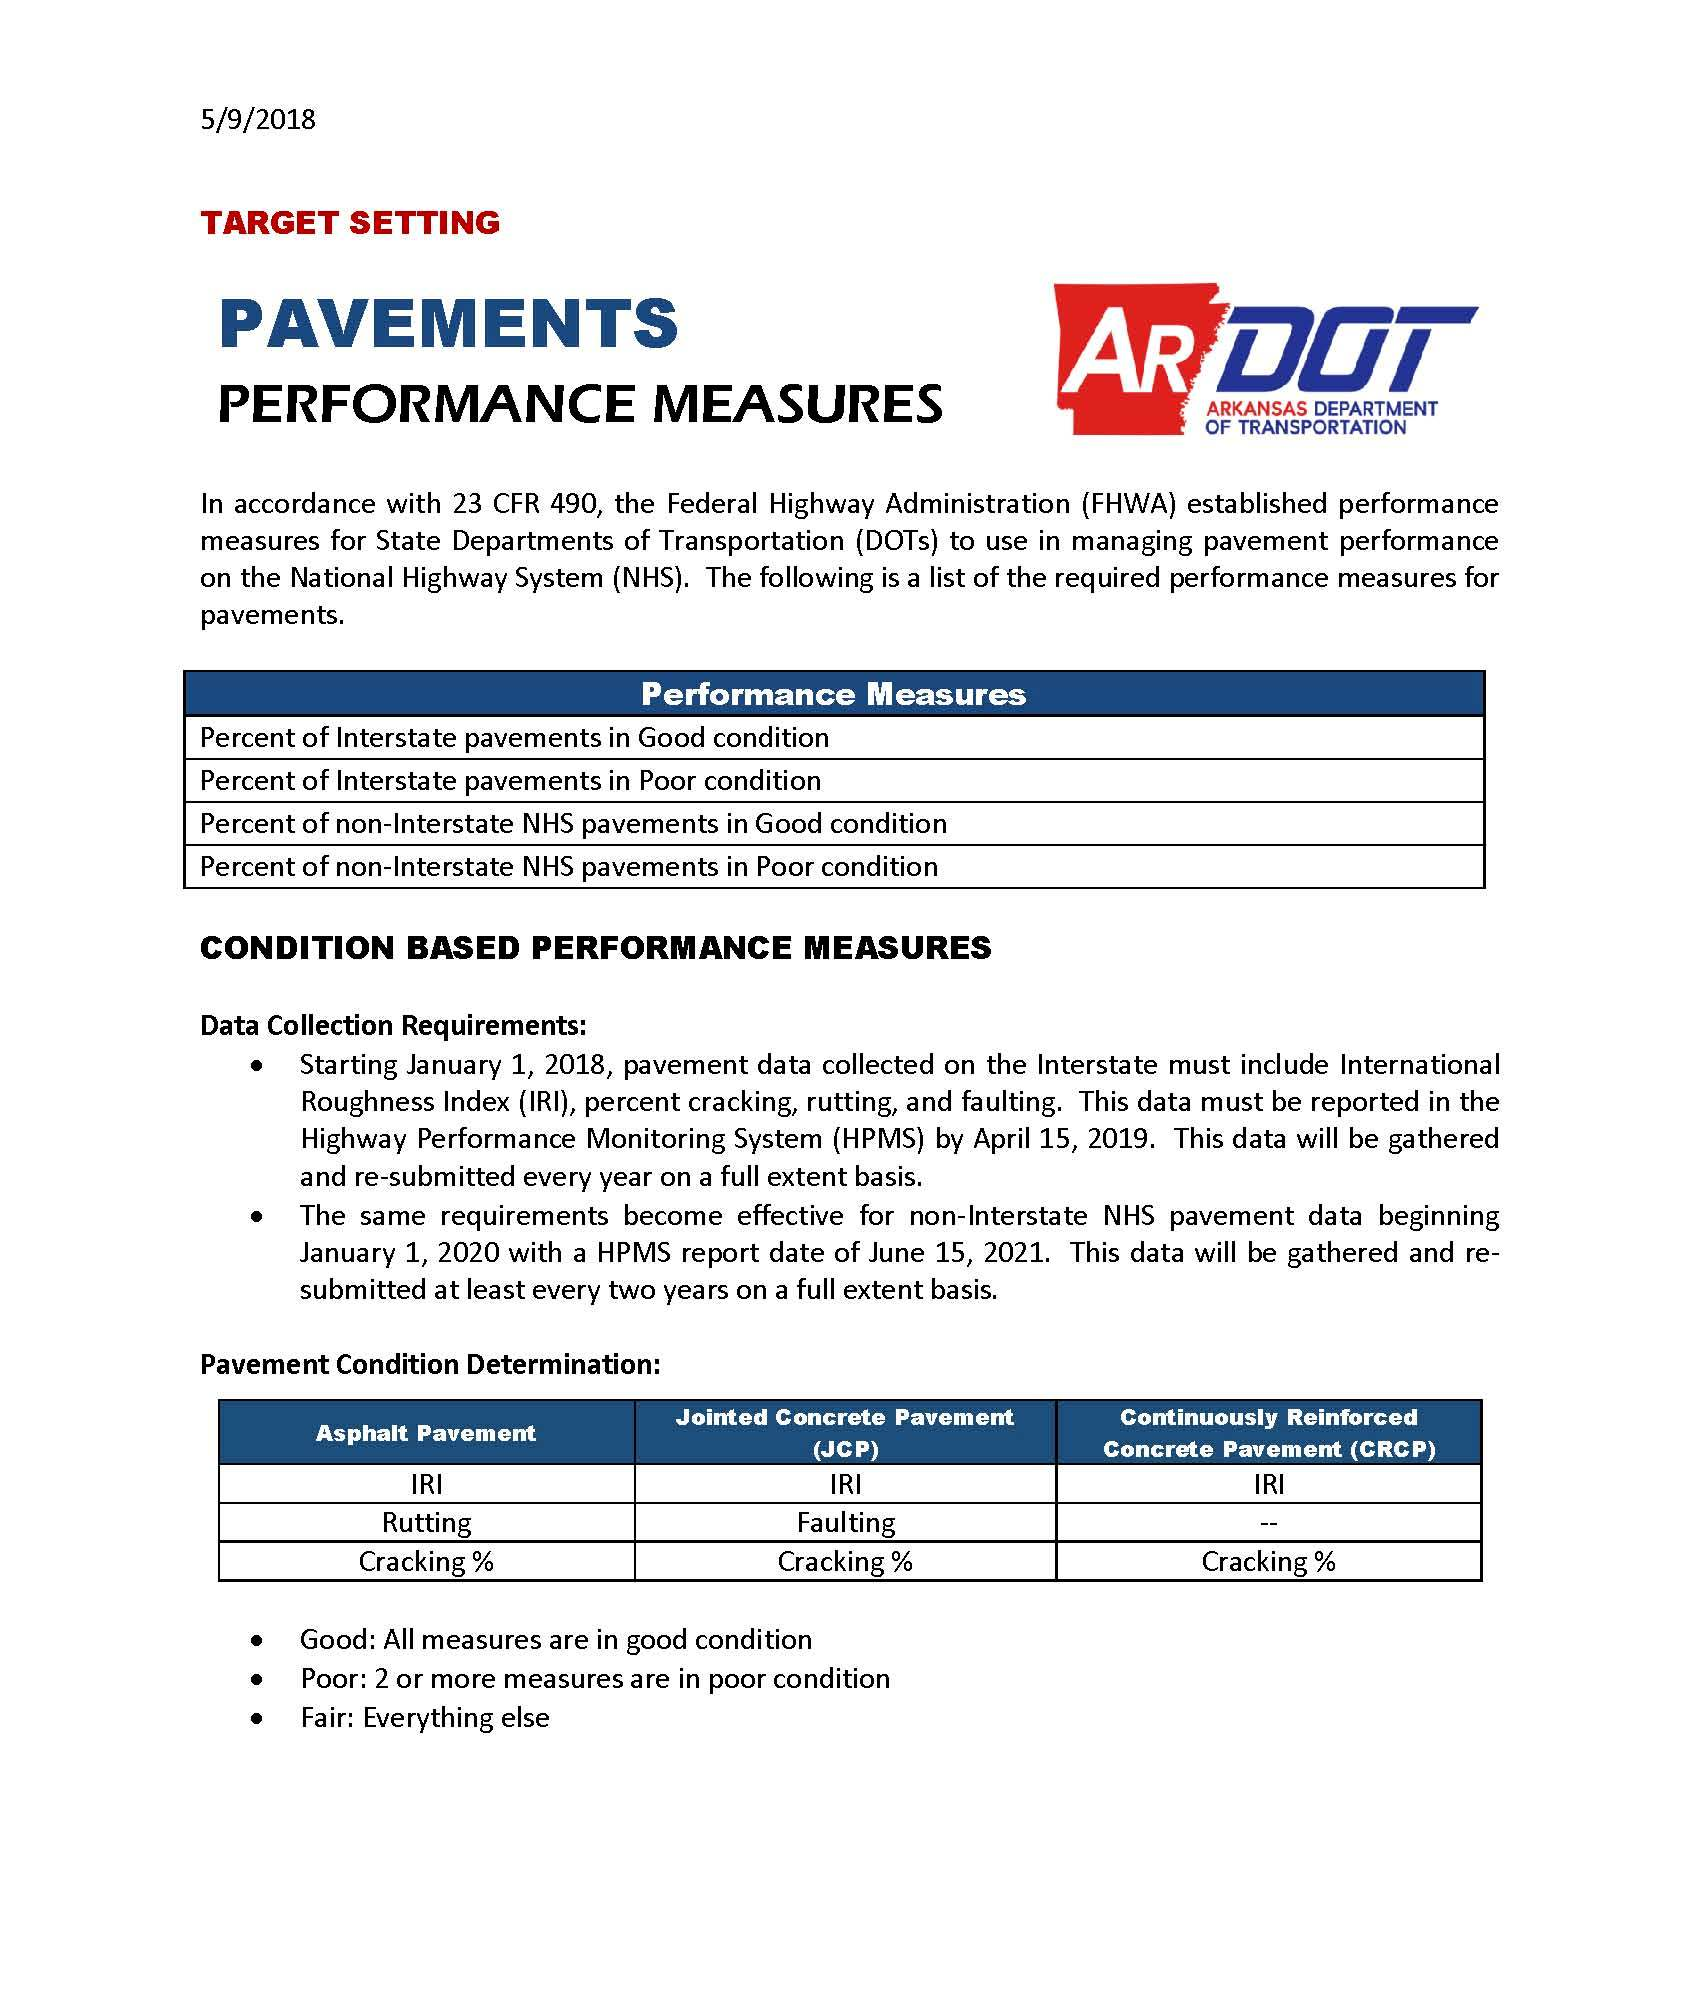 5/9/2018
TARGET SETTING
PAVEMENTS
PERFORMANCE MEASURES
ARDOT
ARKANSAS DEPARTMENT
OF TRANSPORTATION
In accordance with 23 CFR 490, the Federal Highway Administration (FHWA) established performance
measures for State Departments of Transportation (DOTs) to use in managing pavement performance
on the National Highway System (NHS).  The following is a list of the required performance measures for
pavements.
Performance Measures
Percent of Interstate pavements in Good condition
Percent of Interstate pavements in Poor condition
Percent of non-Interstate NHS pavements in Good condition
Percent of non-Interstate NHS pavements in Poor condition
CONDITION BASED PERFORMANCE MEASURES
Data Collection Requirements:
• Starting January 1, 2018, pavement data collected on the Interstate must include International
Roughness Index (IRI), percent cracking, rutting, and faulting.  This data must be reported in the
Highway Performance Monitoring System (HPMS) by April 15, 2019.  This data will be gathered
and re-submitted every year on a full extent basis.
• The same requirements become effective for non-Interstate NHS pavement data beginning
January 1, 2020 with a HPMS report date of June 15, 2021.  This data will be gathered and re-
submitted at least every two years on a full extent basis.
Pavement Condition Determination:
Asphalt Pavement
Jointed Concrete Pavement
(JCP)
Continuously Reinforced
Concrete Pavement (CRCP)
IRI IRI IRI
Rutting Faulting --
Cracking % Cracking % Cracking %
• Good: All measures are in good condition
• Poor: 2 or more measures are in poor condition
• Fair: Everything else